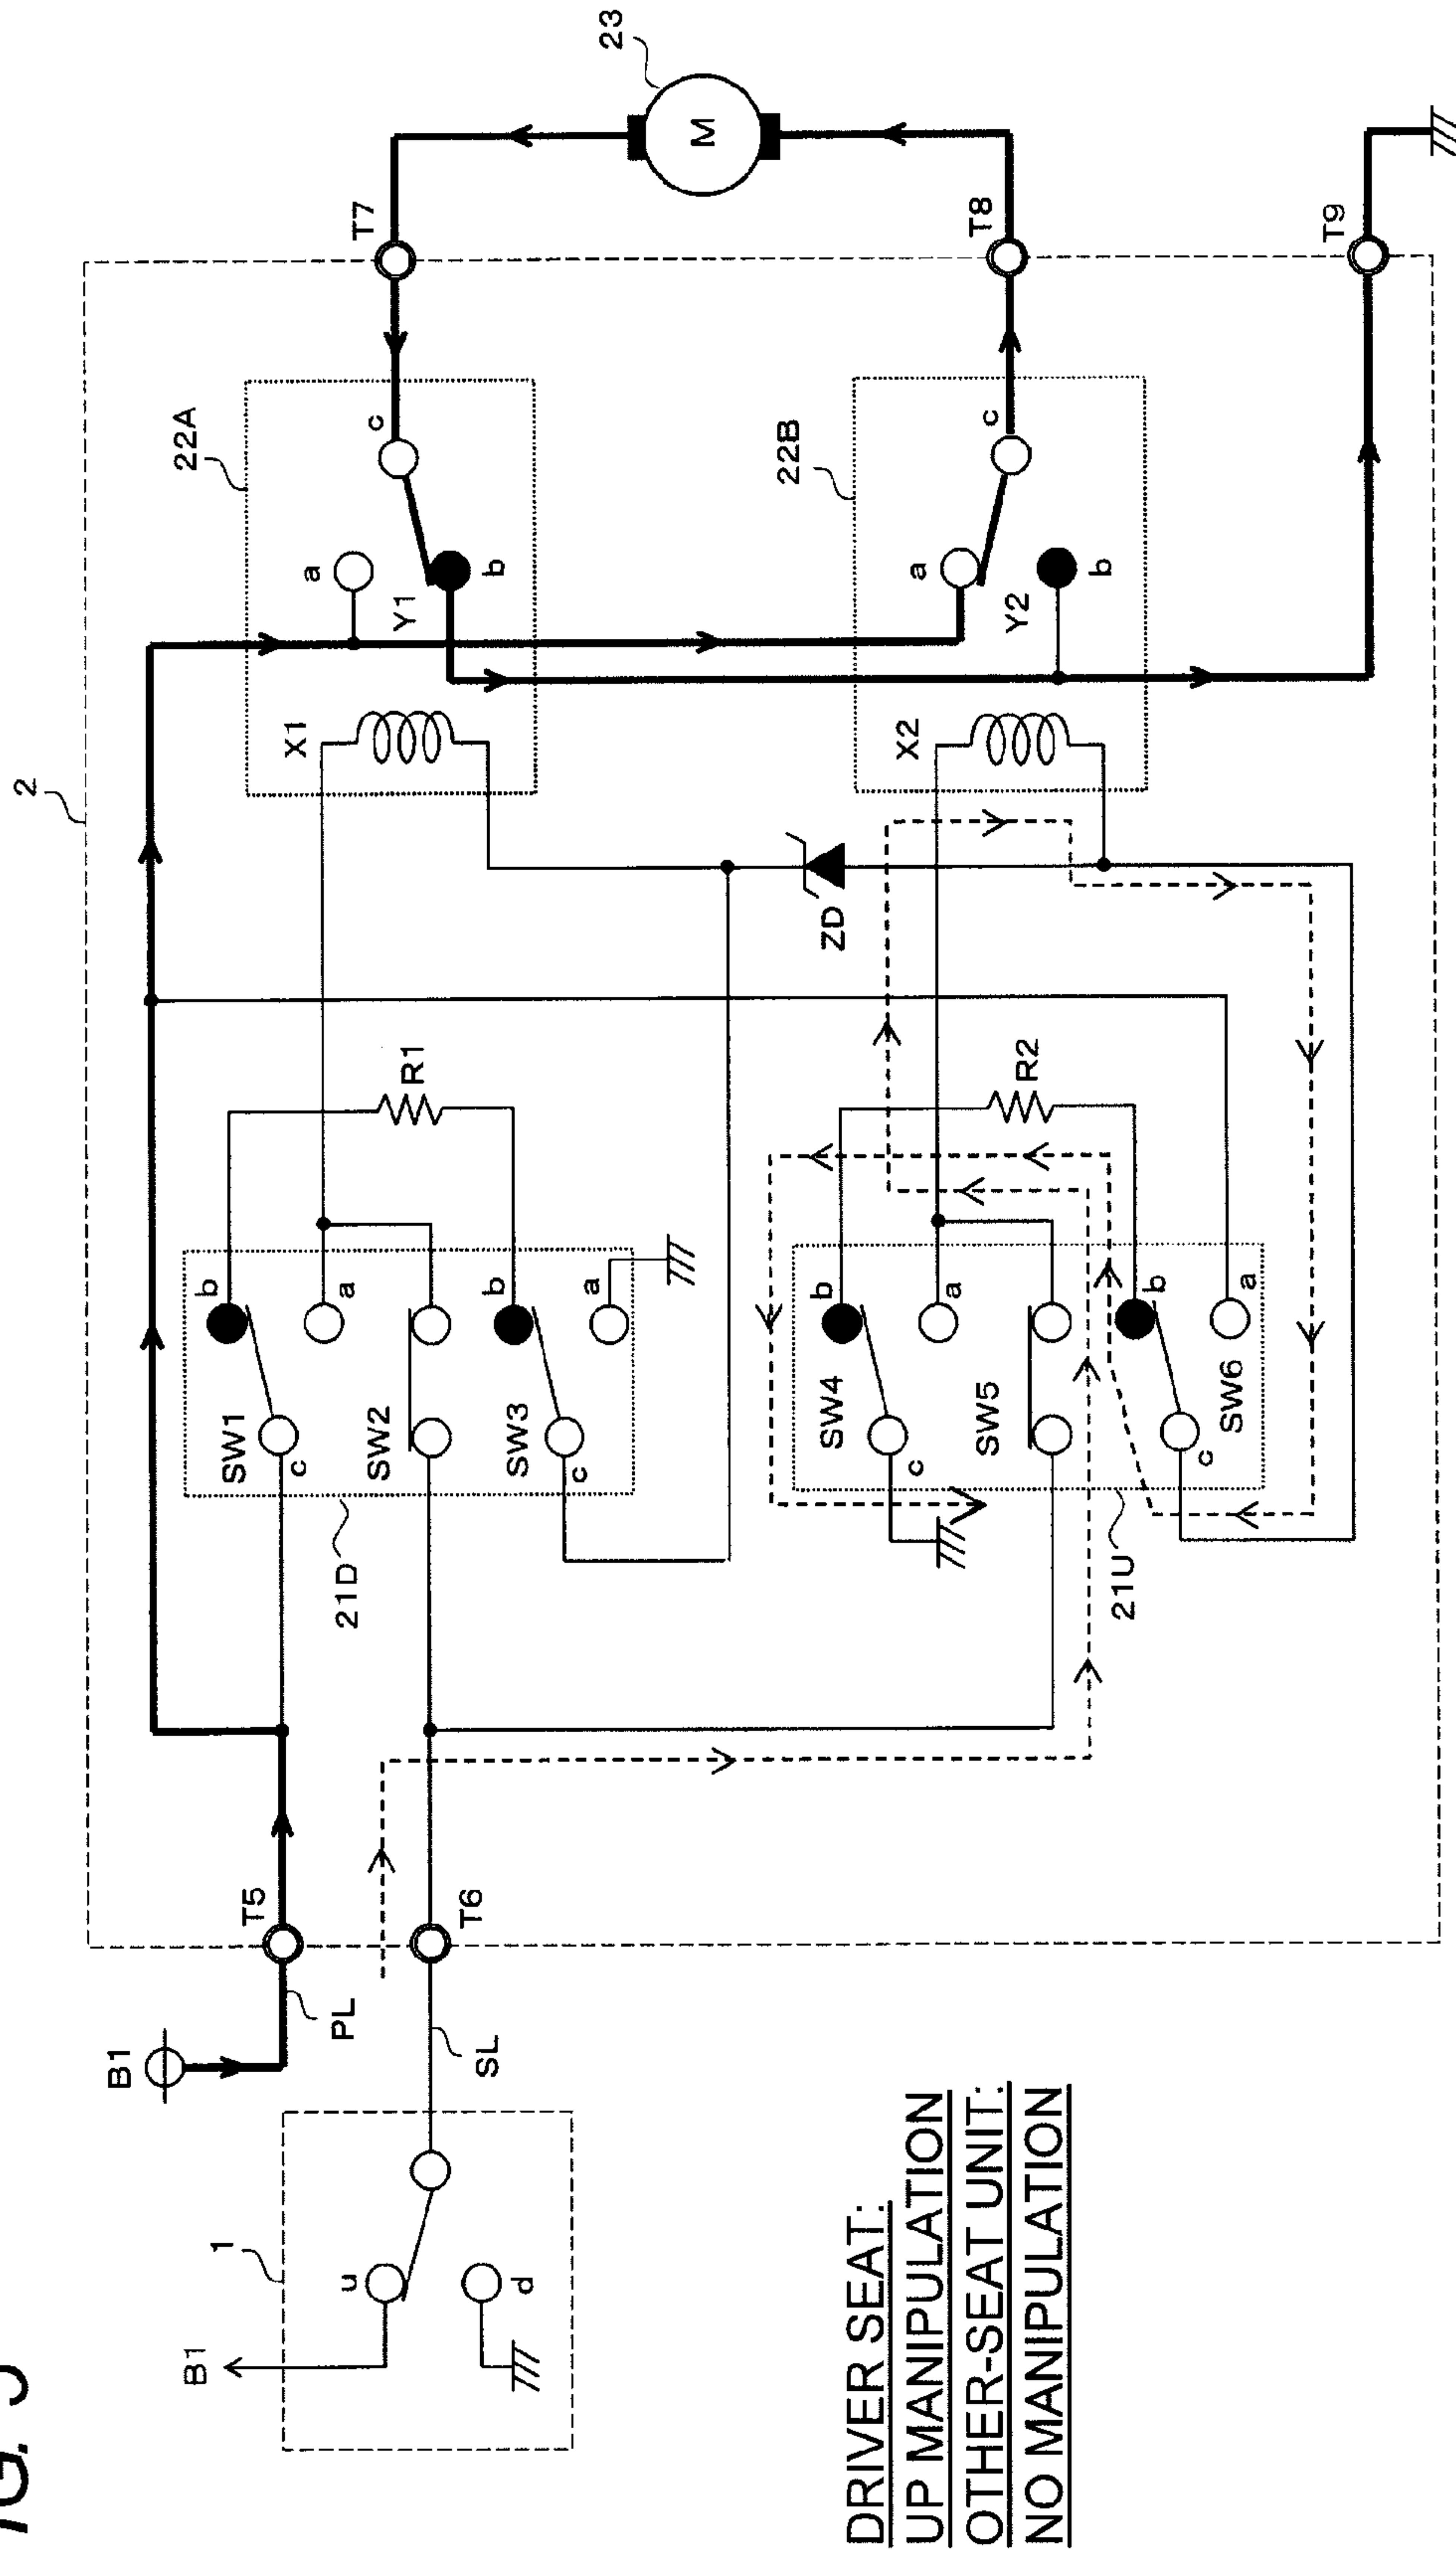 FIG. 5
2
22A
T7
23
B1
T5
PL
SW1
b
a
c
R1
X1
a
Y1
b
c
M
1
B1
u
d
SL
T6
SW2
SW3
b
a
c
21D
ZD
22B
T8
SW4
b
a
c
R2
X2
a
Y2
b
c
SW5
SW6
b
a
c
21U
T9
DRIVER SEAT:
UP MANIPULATION
OTHER-SEAT UNIT:
NO MANIPULATION